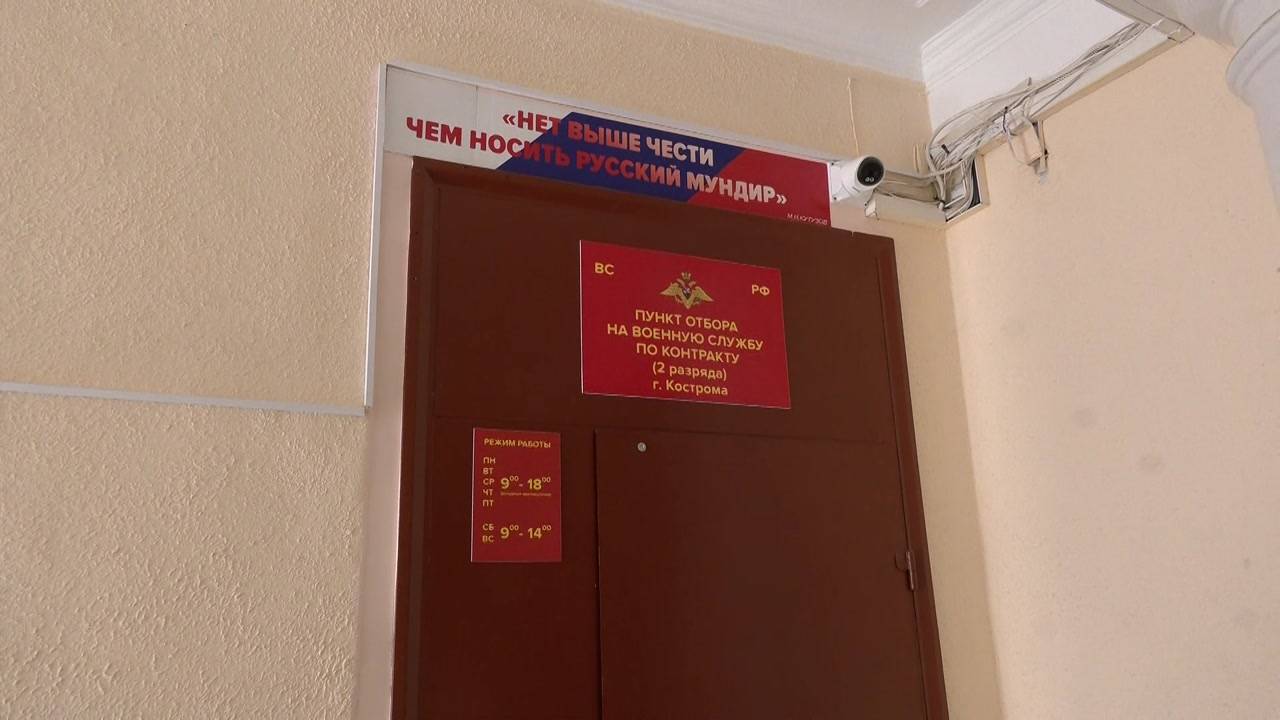 «НЕТ ВЫШЕ ЧЕСТИ
ЧЕМ НОСИТЬ РУССКИЙ МУНДИР»
М.И.КУТУЗОВ
ВС
РФ
ПУНКТ ОТБОРА
НА ВОЕННУЮ СЛУЖБУ
ПО КОНТРАКТУ
(2 разряда)
г. Кострома
РЕЖИМ РАБОТЫ
ПН
ВТ
СР 9⁰⁰ - 18⁰⁰
ЧТ
ПТ
СБ 9⁰⁰ - 14⁰⁰
ВС